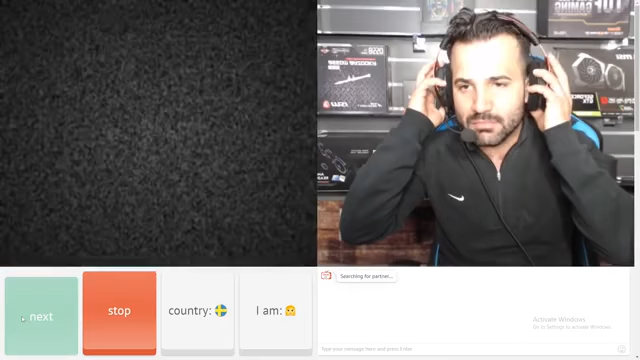 Searching for partner...
next
stop
country:
I am:
Activate Windows
Go to Settings to activate Windows.
Type your message here and press Enter